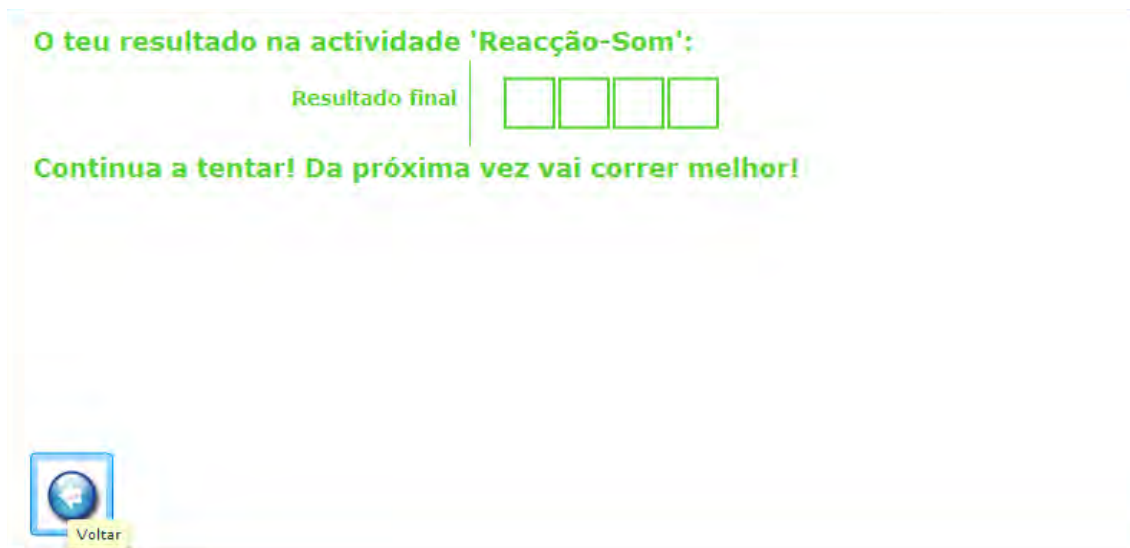 O teu resultado na actividade 'Reacção-Som':
Resultado final
Continua a tentar! Da próxima vez vai correr melhor!
Voltar